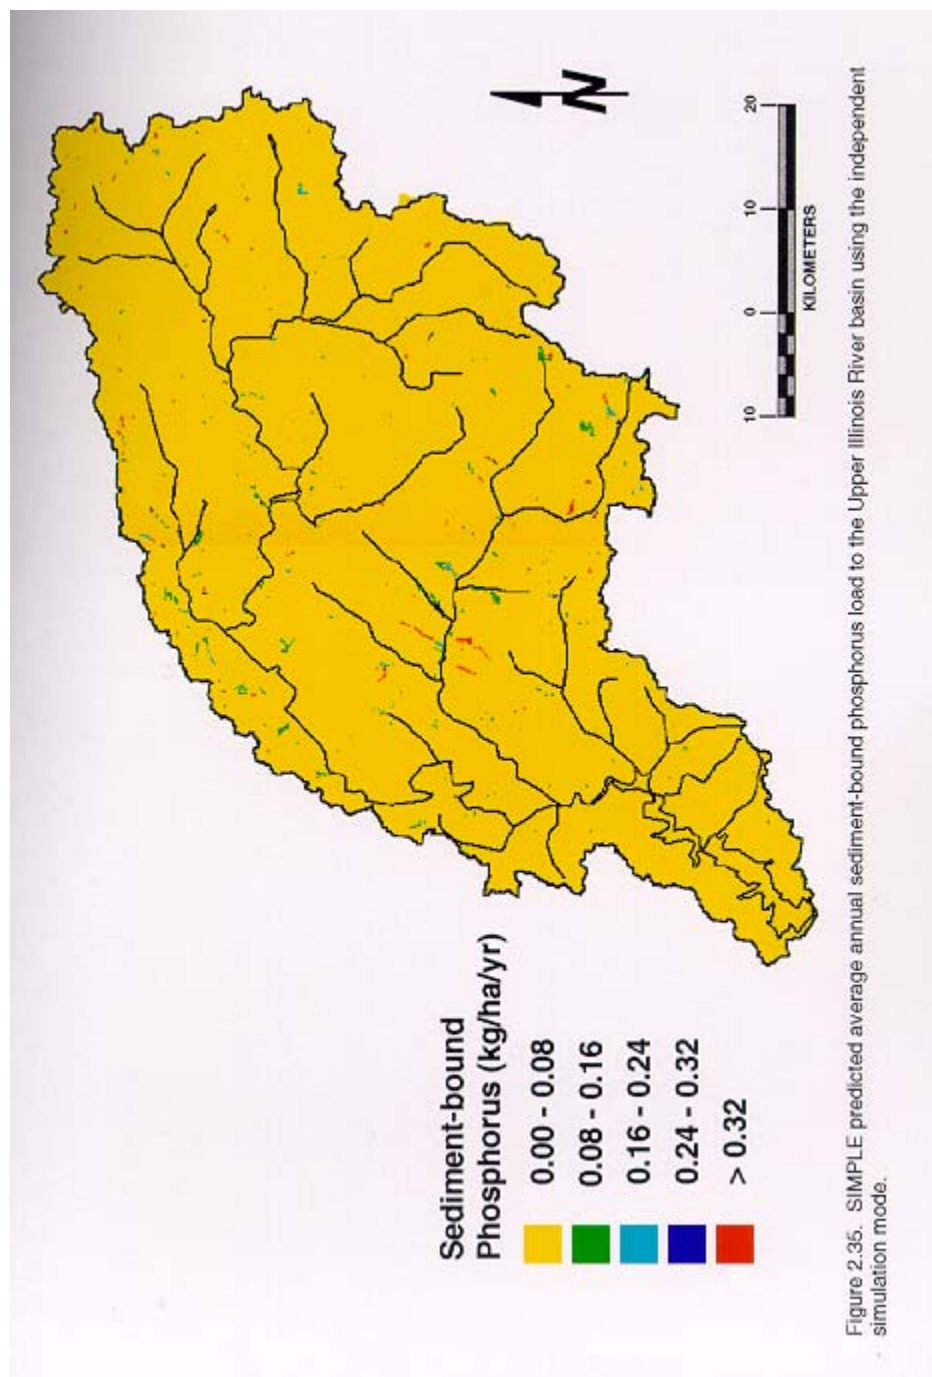 N
20
10
0
10
KILOMETERS
Sediment-bound
Phosphorus (kg/ha/yr)
0.00 - 0.08
0.08 - 0.16
0.16 - 0.24
0.24 - 0.32
> 0.32
Figure 2.35. SIMPLE predicted average annual sediment-bound phosphorus load to the Upper Illinois River basin using the independent
simulation mode.